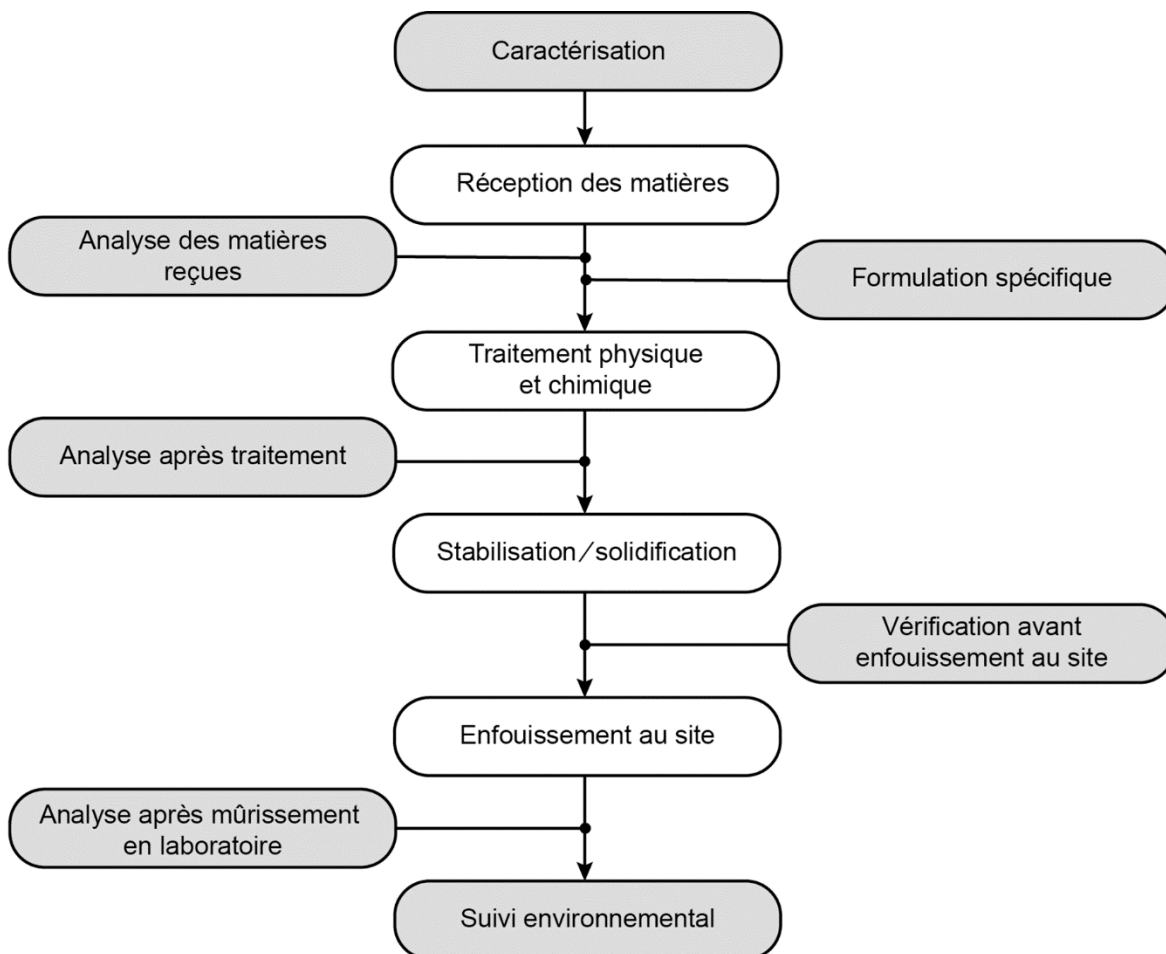 Caractérisation
Réception des matières
Analyse des matières
reçues
Formulation spécifique
Traitement physique
et chimique
Analyse après traitement
Stabilisation/solidification
Vérification avant
enfouissement au site
Enfouissement au site
Analyse après mûrissement
en laboratoire
Suivi environnemental